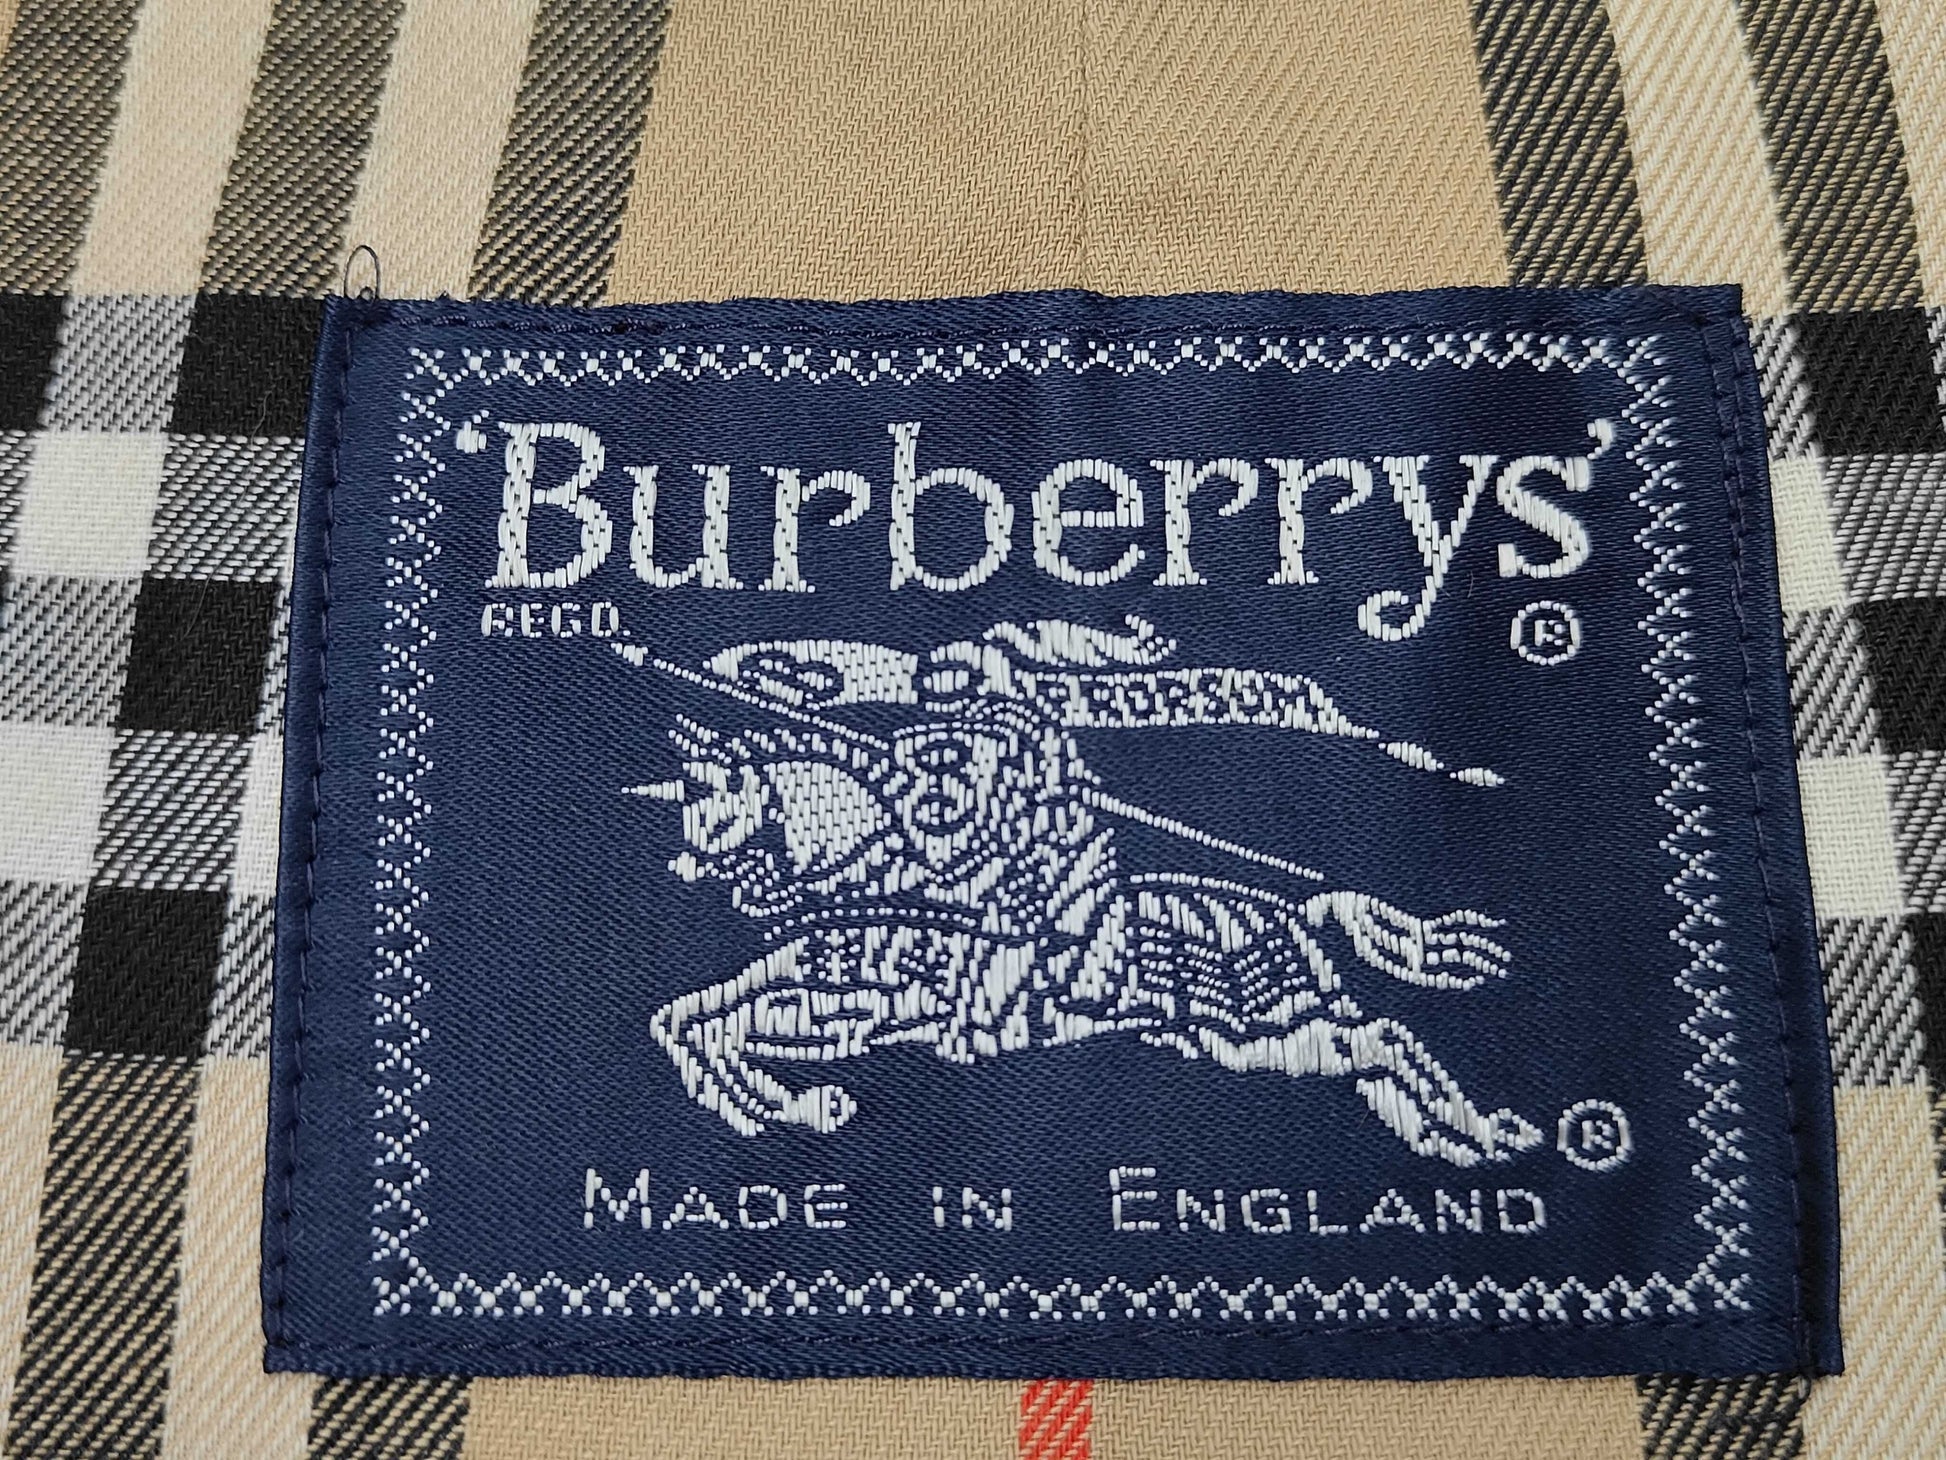 'Burberrys'
REGD.
®
PRORSUM
®
MADE IN ENGLAND